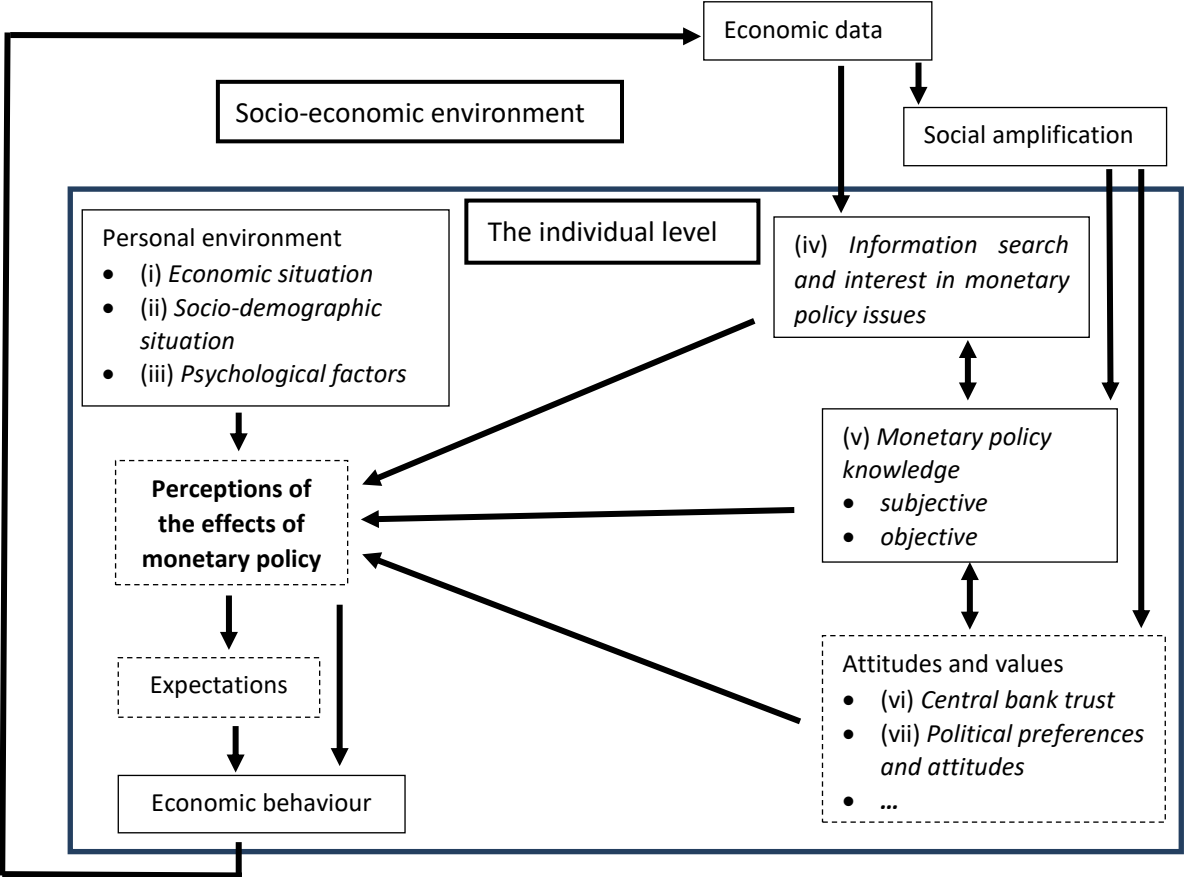 Economic data
Socio-economic environment
Social amplification
The individual level
Personal environment
• (i) Economic situation
• (ii) Socio-demographic
situation
• (iii) Psychological factors
(iv) Information search
and interest in monetary
policy issues
Perceptions of
the effects of
monetary policy
(v) Monetary policy
knowledge
• subjective
• objective
Expectations
Attitudes and values
• (vi) Central bank trust
• (vii) Political preferences
and attitudes
• ...
Economic behaviour